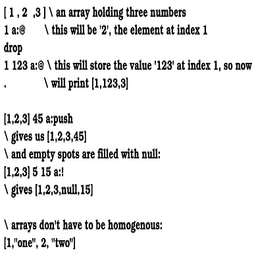 [ 1 , 2  ,3 ] \ an array holding three numbers
1 a:@      \ this will be '2', the element at index 1
drop
1 123 a:@ \ this will store the value '123' at index 1, so now
.            \ will print [1,123,3]
[1,2,3] 45 a:push
\ gives us [1,2,3,45]
\ and empty spots are filled with null:
[1,2,3] 5 15 a:!
\ gives [1,2,3,null,15]
\ arrays don't have to be homogenous:
[1,"one", 2, "two"]